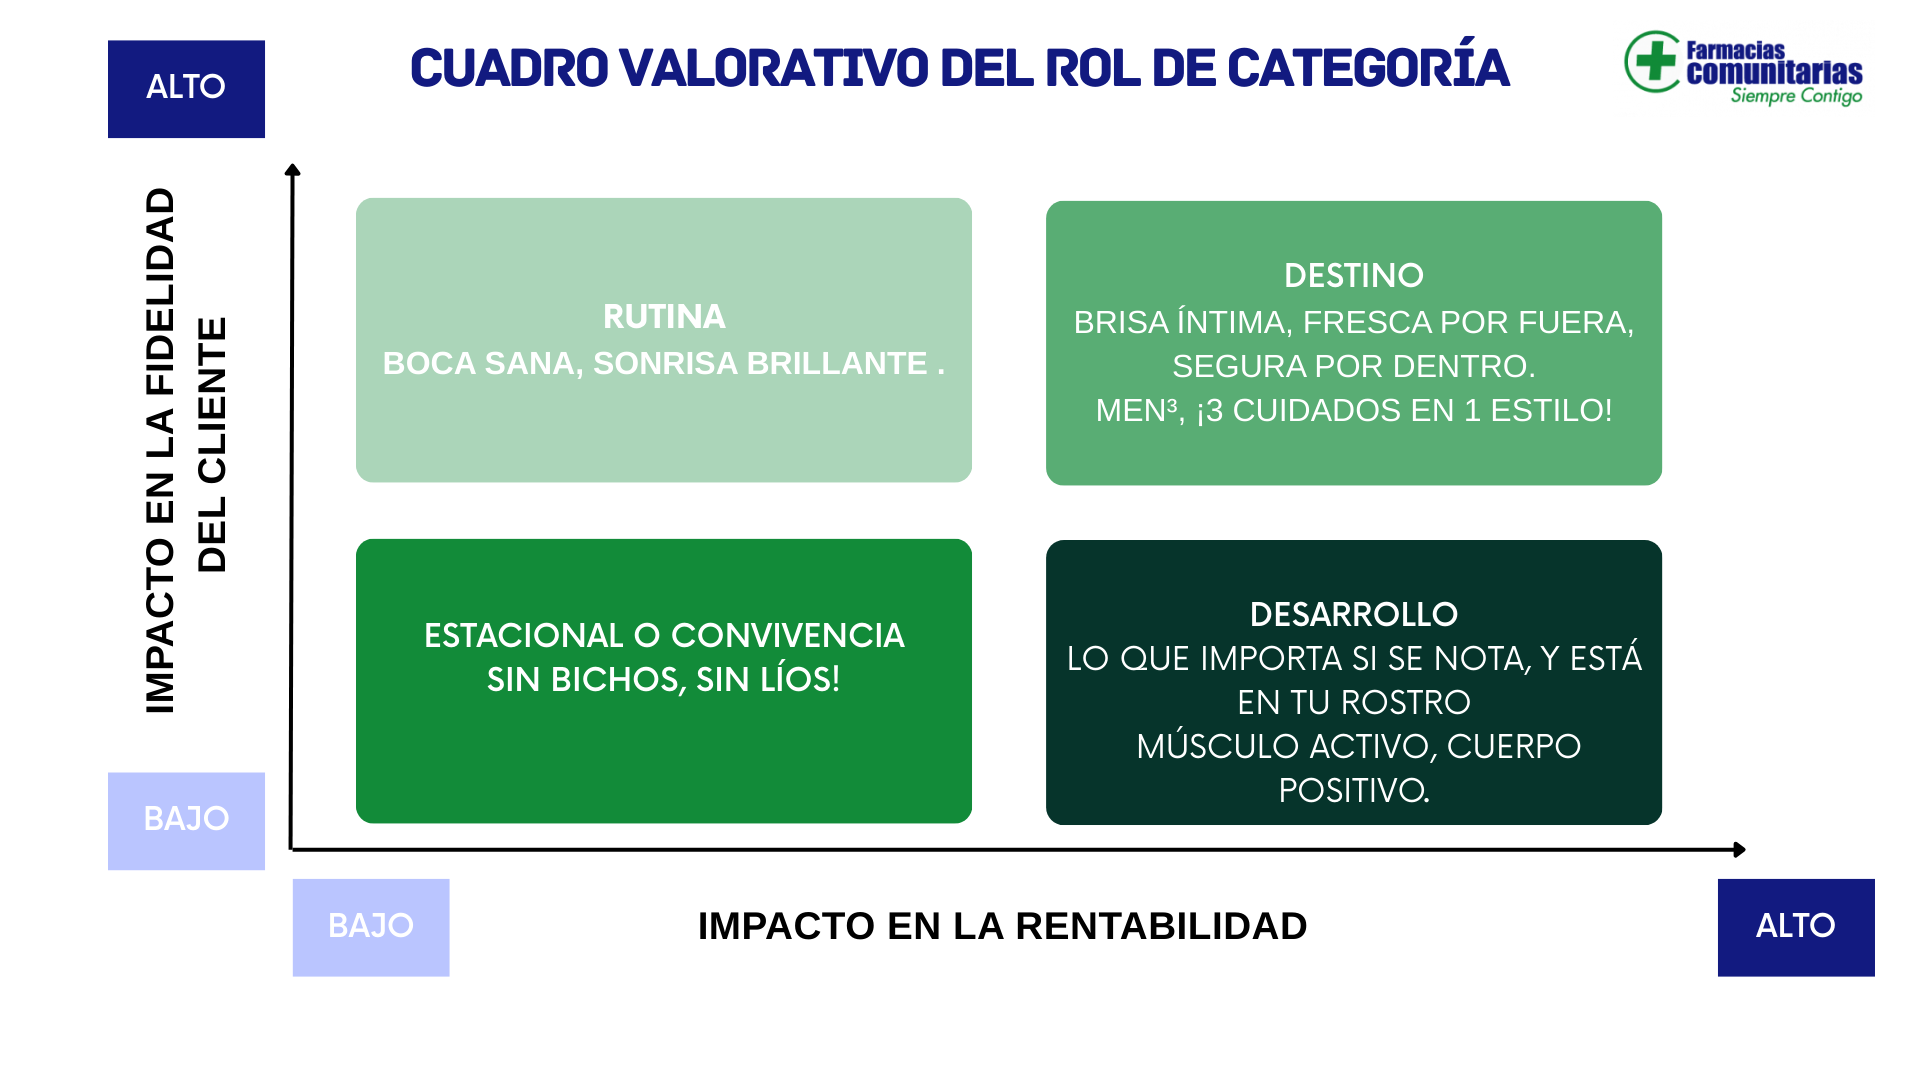 ALTO
CUADRO VALORATIVO DEL ROL DE CATEGORÍA
Farmacias
comunitarias
Siempre Contigo
IMPACTO EN LA FIDELIDAD
DEL CLIENTE
RUTINA
BOCA SANA, SONRISA BRILLANTE .
DESTINO
BRISA ÍNTIMA, FRESCA POR FUERA,
SEGURA POR DENTRO.
MEN³, ¡3 CUIDADOS EN 1 ESTILO!
ESTACIONAL O CONVIVENCIA
SIN BICHOS, SIN LÍOS!
DESARROLLO
LO QUE IMPORTA SI SE NOTA, Y ESTÁ
EN TU ROSTRO
MÚSCULO ACTIVO, CUERPO
POSITIVO.
BAJO
BAJO
IMPACTO EN LA RENTABILIDAD
ALTO